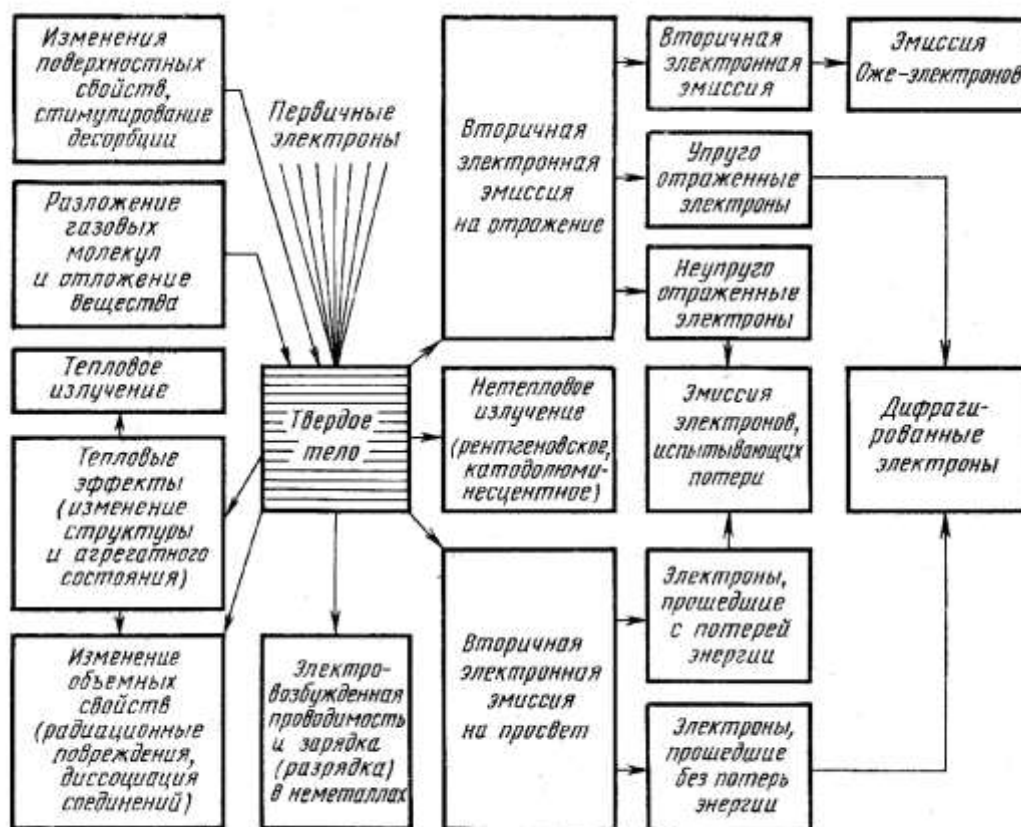 Изменения
поверхностных
свойств,
стимулирование
десорбции
Первичные
электроны
Вторичная
электронная
эмиссия
на отражение
Вторичная
электронная
эмиссия
Эмиссия
Оже-электронов
Упруго
отраженные
электроны
Разложение
газовых
молекул
и отложение
вещества
Неупруго
отраженные
электроны
Тепловое
излучение
Твердое
тело
Нетепловое
излучение
(рентгеновское,
катодолюми-
несцентное)
Эмиссия
электронов,
испытывающих
потери
Дифраги-
рованные
электроны
Тепловые
эффекты
(изменение
структуры
и агрегатного
состояния)
Изменение
объемных
свойств
(радиационные
повреждения,
диссоциация
соединений)
Электро-
возбужденная
проводимость
и зарядка
(разрядка)
в неметаллах
Вторичная
электронная
эмиссия
на просвет
Электроны,
прошедшие
с потерей
энергии
Электроны,
прошедшие
без потерь
энергии